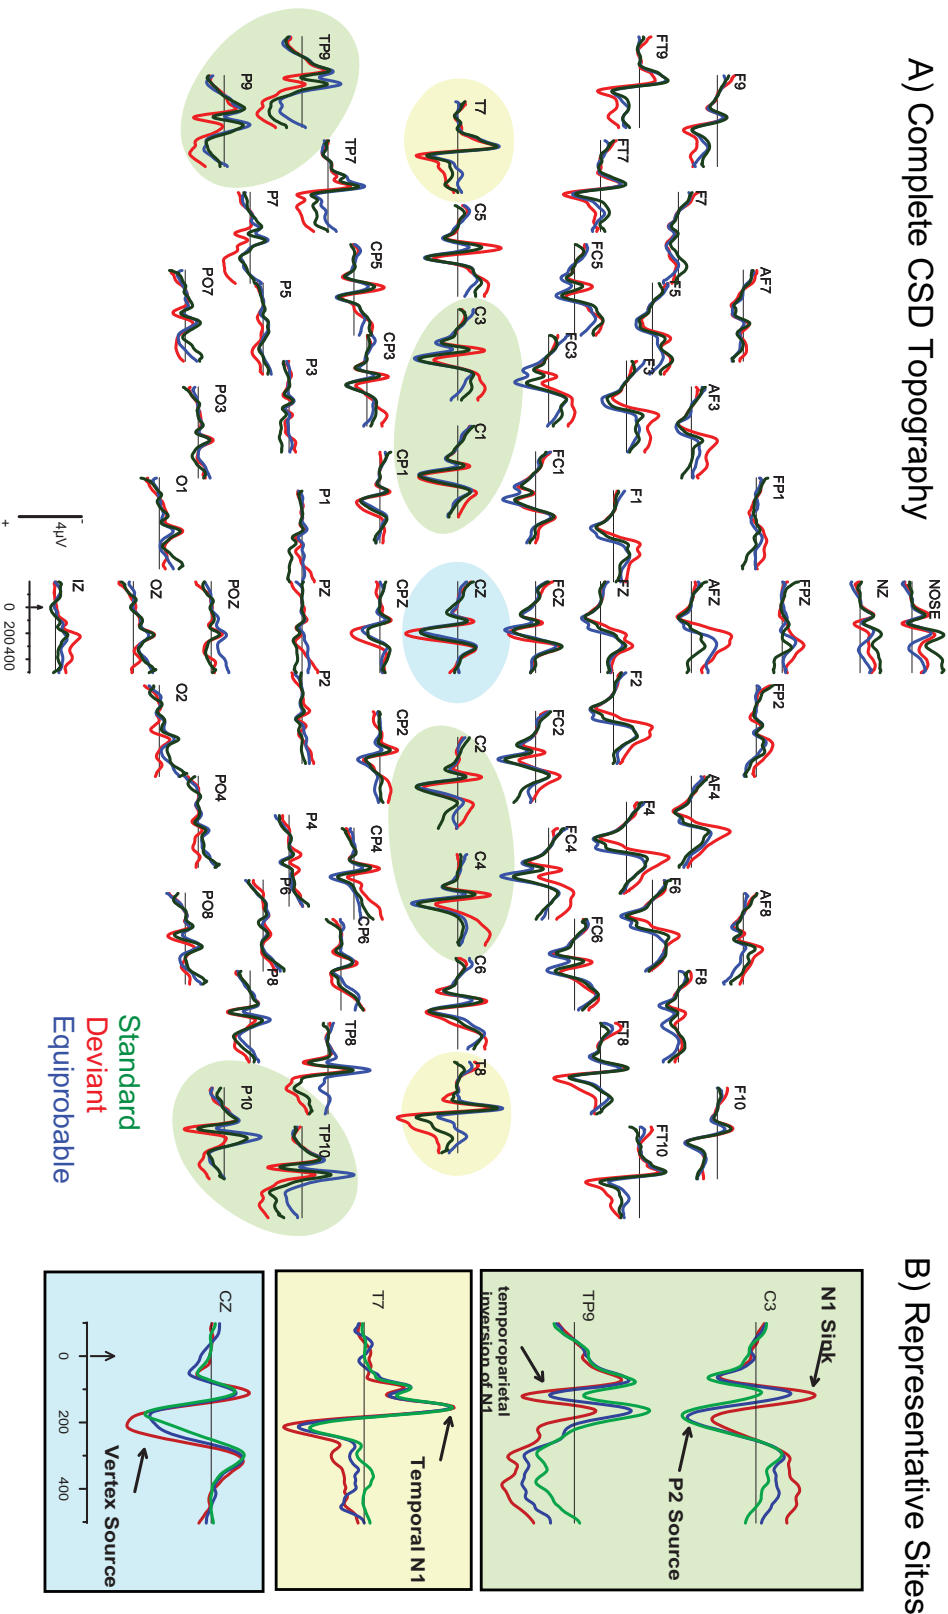 A) Complete CSD Topography
NOSE
NZ
FP1
FPZ
FP2
AF7
AF3
AFZ
AF4
AF8
F9
F7
F5
F3
F1
FZ
F2
F4
F6
F8
F10
FT9
FT7
FC5
FC3
FC1
FCZ
FC2
FC4
FC6
FT8
FT10
T7
C5
C3
C1
CZ
C2
C4
C6
T8
TP9
TP7
CP5
CP3
CP1
CPZ
CP2
CP4
CP6
TP8
TP10
P9
P7
P5
P3
P1
PZ
P2
P4
P6
P8
P10
PO7
PO3
POZ
PO4
PO8
O1
OZ
O2
IZ
-
4µV
+
0 200 400
Standard
Deviant
Equiprobable
B) Representative Sites
N1 Sink
C3
P2 Source
TP9
temporoparietal
inversion of N1
T7
Temporal N1
CZ
Vertex Source
0 200 400